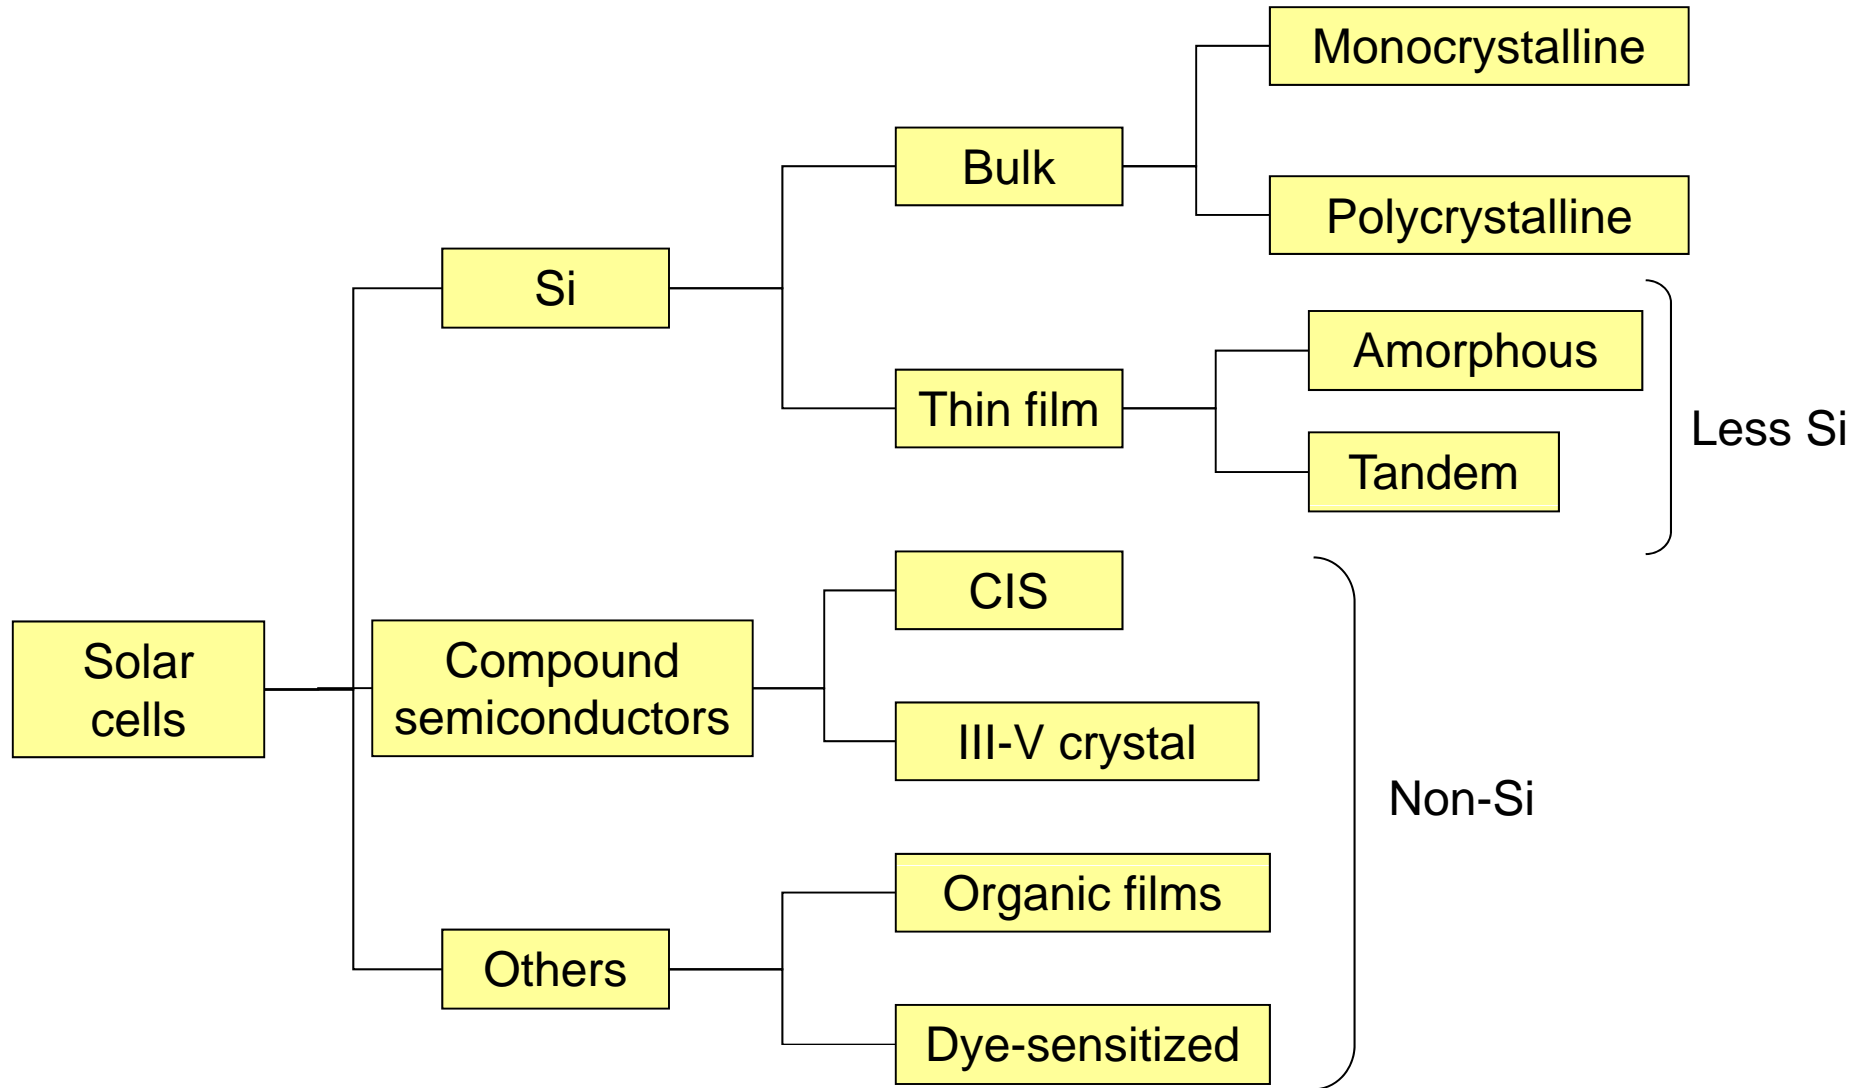 Monocrystalline
Bulk
Polycrystalline
Si
Amorphous
Thin film
Less Si
Tandem
CIS
Solar
cells
Compound
semiconductors
III-V crystal
Non-Si
Organic films
Others
Dye-sensitized